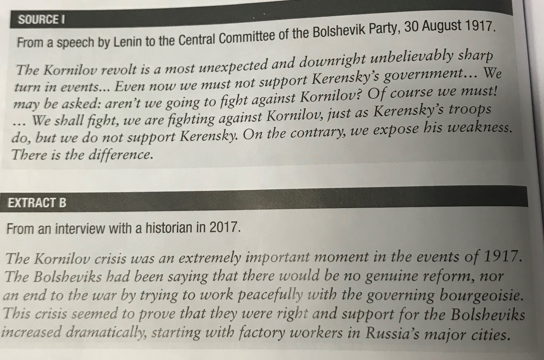 SOURCE I
From a speech by Lenin to the Central Committee of the Bolshevik Party, 30 August 1917.
The Kornilov revolt is a most unexpected and downright unbelievably sharp
turn in events... Even now we must not support Kerensky's government... We
may be asked: aren't we going to fight against Kornilov? Of course we must!
... We shall fight, we are fighting against Kornilov, just as Kerensky's troops
do, but we do not support Kerensky. On the contrary, we expose his weakness.
There is the difference.
EXTRACT B
From an interview with a historian in 2017.
The Kornilov crisis was an extremely important moment in the events of 1917.
The Bolsheviks had been saying that there would be no genuine reform, nor
an end to the war by trying to work peacefully with the governing bourgeoisie.
This crisis seemed to prove that they were right and support for the Bolsheviks
increased dramatically, starting with factory workers in Russia's major cities.